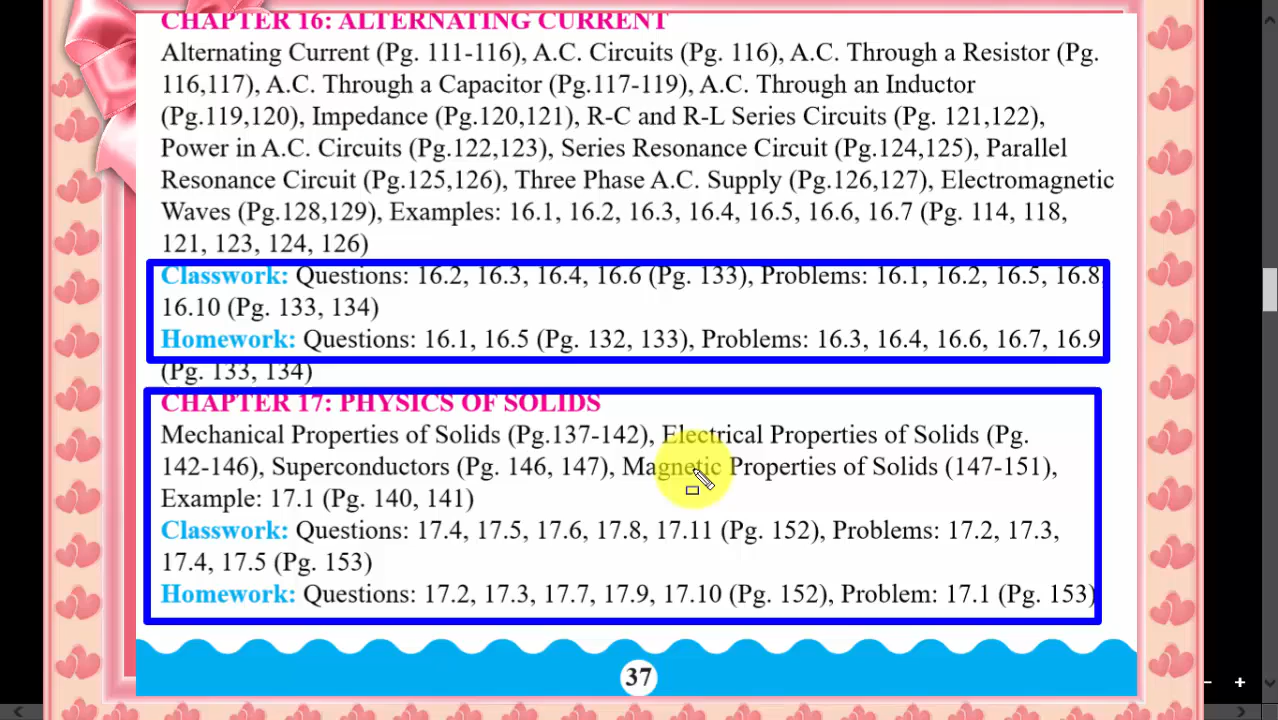 CHAPTER 16: ALTERNATING CURRENT
Alternating Current (Pg. 111-116), A.C. Circuits (Pg. 116), A.C. Through a Resistor (Pg.
116,117), A.C. Through a Capacitor (Pg.117-119), A.C. Through an Inductor
(Pg.119,120), Impedance (Pg.120,121), R-C and R-L Series Circuits (Pg. 121,122),
Power in A.C. Circuits (Pg.122,123), Series Resonance Circuit (Pg.124,125), Parallel
Resonance Circuit (Pg.125,126), Three Phase A.C. Supply (Pg.126,127), Electromagnetic
Waves (Pg.128,129), Examples: 16.1, 16.2, 16.3, 16.4, 16.5, 16.6, 16.7 (Pg. 114, 118,
121, 123, 124, 126)
Classwork: Questions: 16.2, 16.3, 16.4, 16.6 (Pg. 133), Problems: 16.1, 16.2, 16.5, 16.8,
16.10 (Pg. 133, 134)
Homework: Questions: 16.1, 16.5 (Pg. 132, 133), Problems: 16.3, 16.4, 16.6, 16.7, 16.9
(Pg. 133, 134)
CHAPTER 17: PHYSICS OF SOLIDS
Mechanical Properties of Solids (Pg.137-142), Electrical Properties of Solids (Pg.
142-146), Superconductors (Pg. 146, 147), Magnetic Properties of Solids (147-151),
Example: 17.1 (Pg. 140, 141)
Classwork: Questions: 17.4, 17.5, 17.6, 17.8, 17.11 (Pg. 152), Problems: 17.2, 17.3,
17.4, 17.5 (Pg. 153)
Homework: Questions: 17.2, 17.3, 17.7, 17.9, 17.10 (Pg. 152), Problem: 17.1 (Pg. 153)
37